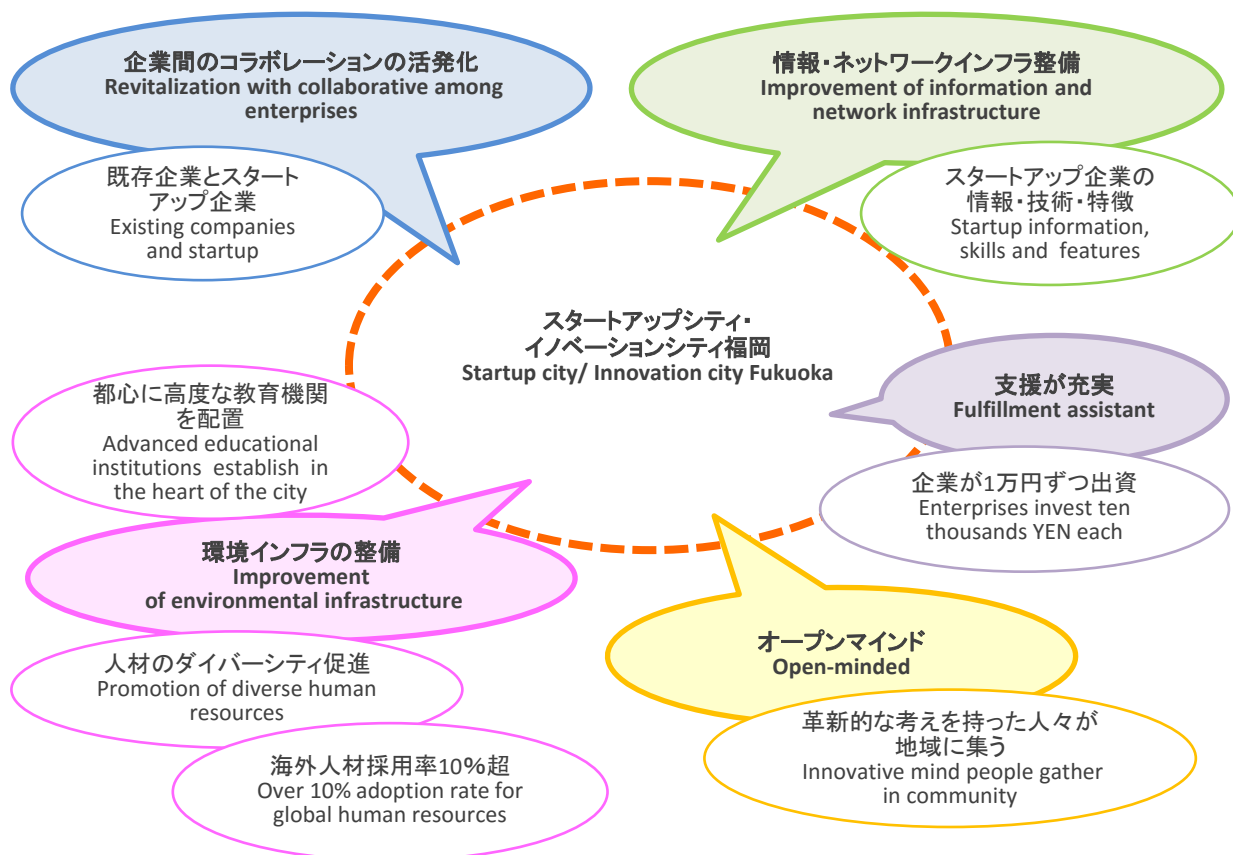 企業間のコラボレーションの活発化
Revitalization with collaborative among
enterprises
既存企業とスタート
アップ企業
Existing companies
and startup
情報・ネットワークインフラ整備
Improvement of information and
network infrastructure
スタートアップ企業の
情報・技術・特徴
Startup information,
skills and features
スタートアップシティ・
イノベーションシティ福岡
Startup city/ Innovation city Fukuoka
支援が充実
Fulfillment assistant
企業が1万円ずつ出資
Enterprises invest ten
thousands YEN each
都心に高度な教育機関
を配置
Advanced educational
institutions establish in
the heart of the city
環境インフラの整備
Improvement
of environmental infrastructure
人材のダイバーシティ促進
Promotion of diverse human
resources
海外人材採用率10%超
Over 10% adoption rate for
global human resources
オープンマインド
Open-minded
革新的な考えを持った人々が
地域に集う
Innovative mind people gather
in community